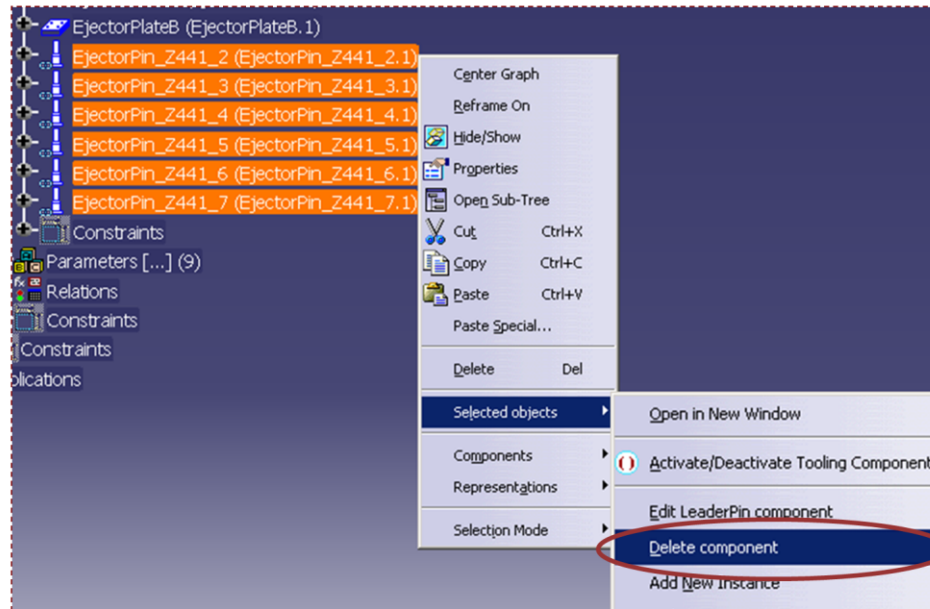 EjectorPlateB (EjectorPlateB.1)
EjectorPin_Z441_2 (EjectorPin_Z441_2.1)
EjectorPin_Z441_3 (EjectorPin_Z441_3.1)
EjectorPin_Z441_4 (EjectorPin_Z441_4.1)
EjectorPin_Z441_5 (EjectorPin_Z441_5.1)
EjectorPin_Z441_6 (EjectorPin_Z441_6.1)
EjectorPin_Z441_7 (EjectorPin_Z441_7.1)
Constraints
Parameters [...] (9)
Relations
Constraints
Constraints
plications
Center Graph
Reframe On
Hide/Show
Properties
Open Sub-Tree
Cut Ctrl+X
Copy Ctrl+C
Paste Ctrl+V
Paste Special...
Delete Del
Selected objects
Components
Representations
Selection Mode
Open in New Window
Activate/Deactivate Tooling Component
Edit LeaderPin component
Delete component
Add New Instance